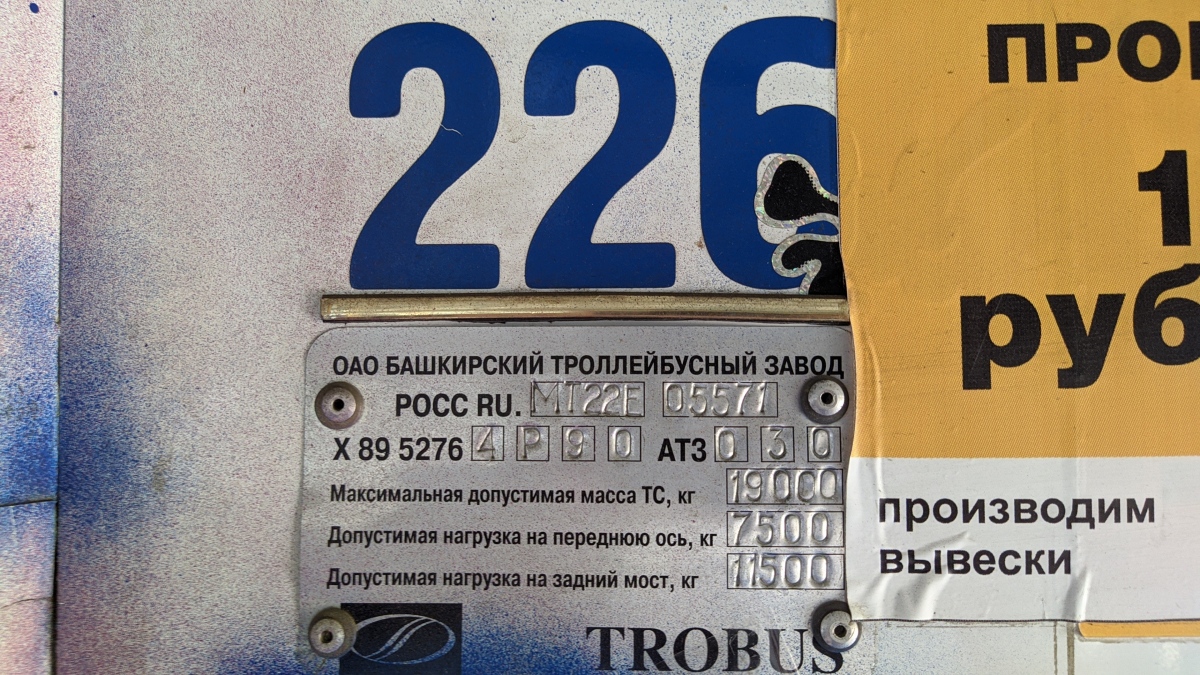 226
ОАО БАШКИРСКИЙ ТРОЛЛЕЙБУСНЫЙ ЗАВОД
РОСС RU. МТ22Е 05571
Х 89 5276 4 Р 9 0 АТЗ 0 3 0
Максимальная допустимая масса ТС, кг 19000
Допустимая нагрузка на переднюю ось, кг 7500
Допустимая нагрузка на задний мост, кг 11500
TROBUS
1
производим
вывески